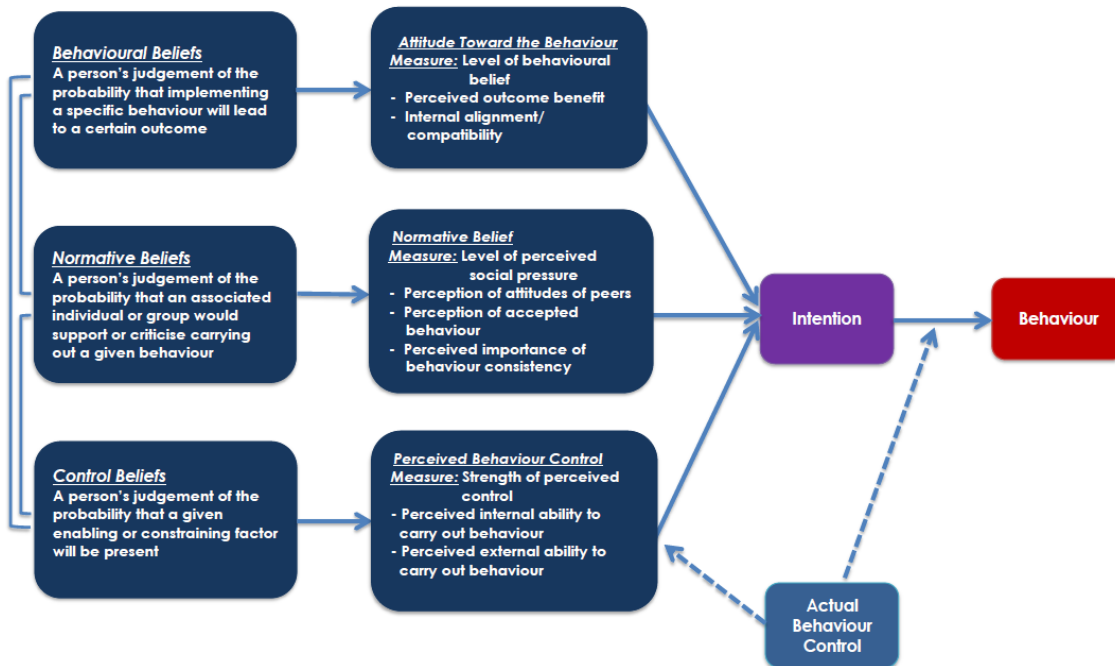 Behavioural Beliefs
A person's judgement of the
probability that implementing
a specific behaviour will lead
to a certain outcome
Attitude Toward the Behaviour
Measure: Level of behavioural
belief
- Perceived outcome benefit
- Internal alignment/
compatibility
Normative Beliefs
A person's judgement of the
probability that an associated
individual or group would
support or criticise carrying
out a given behaviour
Normative Belief
Measure: Level of perceived
social pressure
- Perception of attitudes of peers
- Perception of accepted
behaviour
- Perceived importance of
behaviour consistency
Intention
Behaviour
Control Beliefs
A person's judgement of the
probability that a given
enabling or constraining factor
will be present
Perceived Behaviour Control
Measure: Strength of perceived
control
- Perceived internal ability to
carry out behaviour
- Perceived external ability to
carry out behaviour
Actual
Behaviour
Control